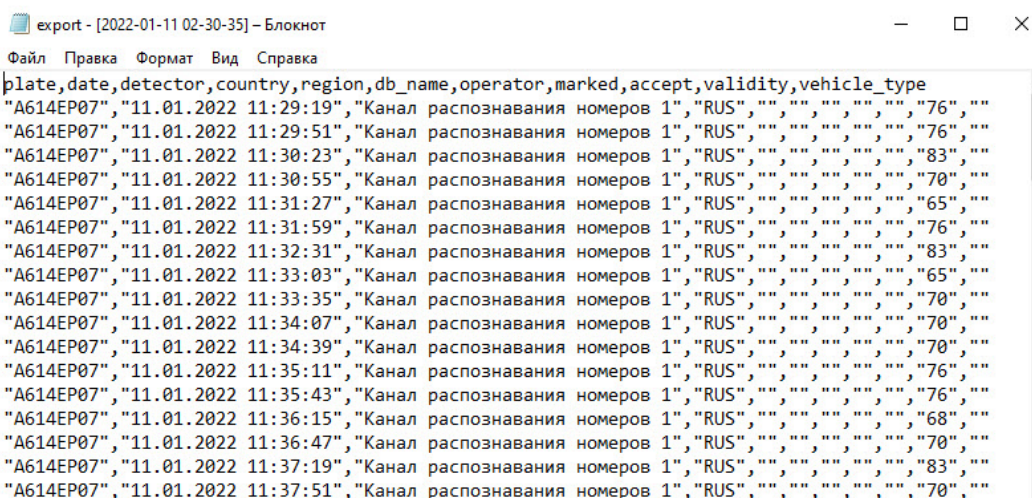 export - [2022-01-11 02-30-35] – Блокнот
Файл Правка Формат Вид Справка
plate,date,detector,country,region,db_name,operator,marked,accept,validity,vehicle_type
"A614EP07","11.01.2022 11:29:19","Канал распознавания номеров 1","RUS","","","","","","76",""
"A614EP07","11.01.2022 11:29:51","Канал распознавания номеров 1","RUS","","","","","","76",""
"A614EP07","11.01.2022 11:30:23","Канал распознавания номеров 1","RUS","","","","","","83",""
"A614EP07","11.01.2022 11:30:55","Канал распознавания номеров 1","RUS","","","","","","70",""
"A614EP07","11.01.2022 11:31:27","Канал распознавания номеров 1","RUS","","","","","","65",""
"A614EP07","11.01.2022 11:31:59","Канал распознавания номеров 1","RUS","","","","","","76",""
"A614EP07","11.01.2022 11:32:31","Канал распознавания номеров 1","RUS","","","","","","83",""
"A614EP07","11.01.2022 11:33:03","Канал распознавания номеров 1","RUS","","","","","","65",""
"A614EP07","11.01.2022 11:33:35","Канал распознавания номеров 1","RUS","","","","","","70",""
"A614EP07","11.01.2022 11:34:07","Канал распознавания номеров 1","RUS","","","","","","70",""
"A614EP07","11.01.2022 11:34:39","Канал распознавания номеров 1","RUS","","","","","","70",""
"A614EP07","11.01.2022 11:35:11","Канал распознавания номеров 1","RUS","","","","","","76",""
"A614EP07","11.01.2022 11:35:43","Канал распознавания номеров 1","RUS","","","","","","76",""
"A614EP07","11.01.2022 11:36:15","Канал распознавания номеров 1","RUS","","","","","","68",""
"A614EP07","11.01.2022 11:36:47","Канал распознавания номеров 1","RUS","","","","","","70",""
"A614EP07","11.01.2022 11:37:19","Канал распознавания номеров 1","RUS","","","","","","83",""
"A614EP07","11.01.2022 11:37:51","Канал распознавания номеров 1","RUS","","","","","","70",""